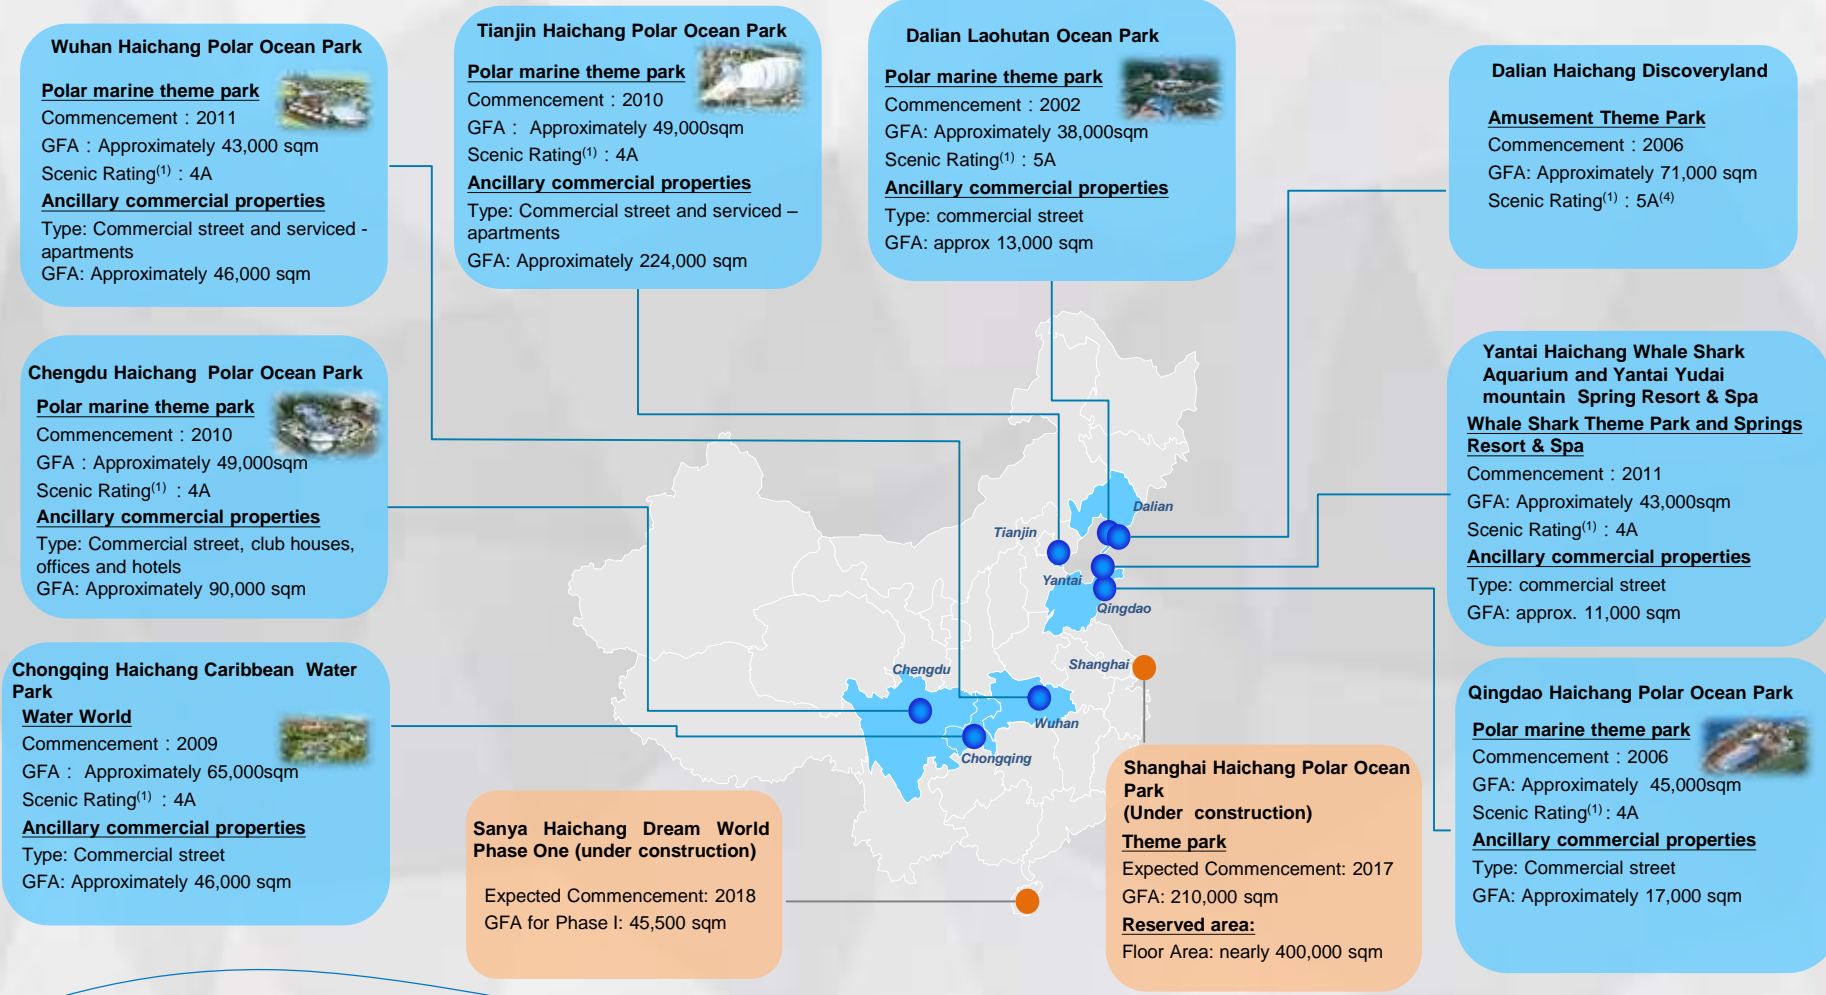 Wuhan Haichang Polar Ocean Park
Polar marine theme park
Commencement : 2011
GFA : Approximately 43,000 sqm
Scenic Rating(1) : 4A
Ancillary commercial properties
Type: Commercial street and serviced -
apartments
GFA: Approximately 46,000 sqm
Tianjin Haichang Polar Ocean Park
Polar marine theme park
Commencement : 2010
GFA : Approximately 49,000sqm
Scenic Rating(1) : 4A
Ancillary commercial properties
Type: Commercial street and serviced –
apartments
GFA: Approximately 224,000 sqm
Dalian Laohutan Ocean Park
Polar marine theme park
Commencement : 2002
GFA: Approximately 38,000sqm
Scenic Rating(1) : 5A
Ancillary commercial properties
Type: commercial street
GFA: approx 13,000 sqm
Dalian Haichang Discoveryland
Amusement Theme Park
Commencement : 2006
GFA: Approximately 71,000 sqm
Scenic Rating(1) : 5A(4)
Chengdu Haichang Polar Ocean Park
Polar marine theme park
Commencement : 2010
GFA : Approximately 49,000sqm
Scenic Rating(1) : 4A
Ancillary commercial properties
Type: Commercial street, club houses,
offices and hotels
GFA: Approximately 90,000 sqm
Yantai Haichang Whale Shark
Aquarium and Yantai Yudai
mountain Spring Resort & Spa
Whale Shark Theme Park and Springs
Resort & Spa
Commencement : 2011
GFA: Approximately 43,000sqm
Scenic Rating(1) : 4A
Ancillary commercial properties
Type: commercial street
GFA: approx. 11,000 sqm
Dalian
Tianjin
Yantai
Qingdao
Shanghai
Chengdu
Wuhan
Chongqing
Chongqing Haichang Caribbean Water
Park
Water World
Commencement : 2009
GFA : Approximately 65,000sqm
Scenic Rating(1) : 4A
Ancillary commercial properties
Type: Commercial street
GFA: Approximately 46,000 sqm
Sanya Haichang Dream World
Phase One (under construction)
Expected Commencement: 2018
GFA for Phase I: 45,500 sqm
Shanghai Haichang Polar Ocean
Park
(Under construction)
Theme park
Expected Commencement: 2017
GFA: 210,000 sqm
Reserved area:
Floor Area: nearly 400,000 sqm
Qingdao Haichang Polar Ocean Park
Polar marine theme park
Commencement : 2006
GFA: Approximately 45,000sqm
Scenic Rating(1) : 4A
Ancillary commercial properties
Type: Commercial street
GFA: Approximately 17,000 sqm